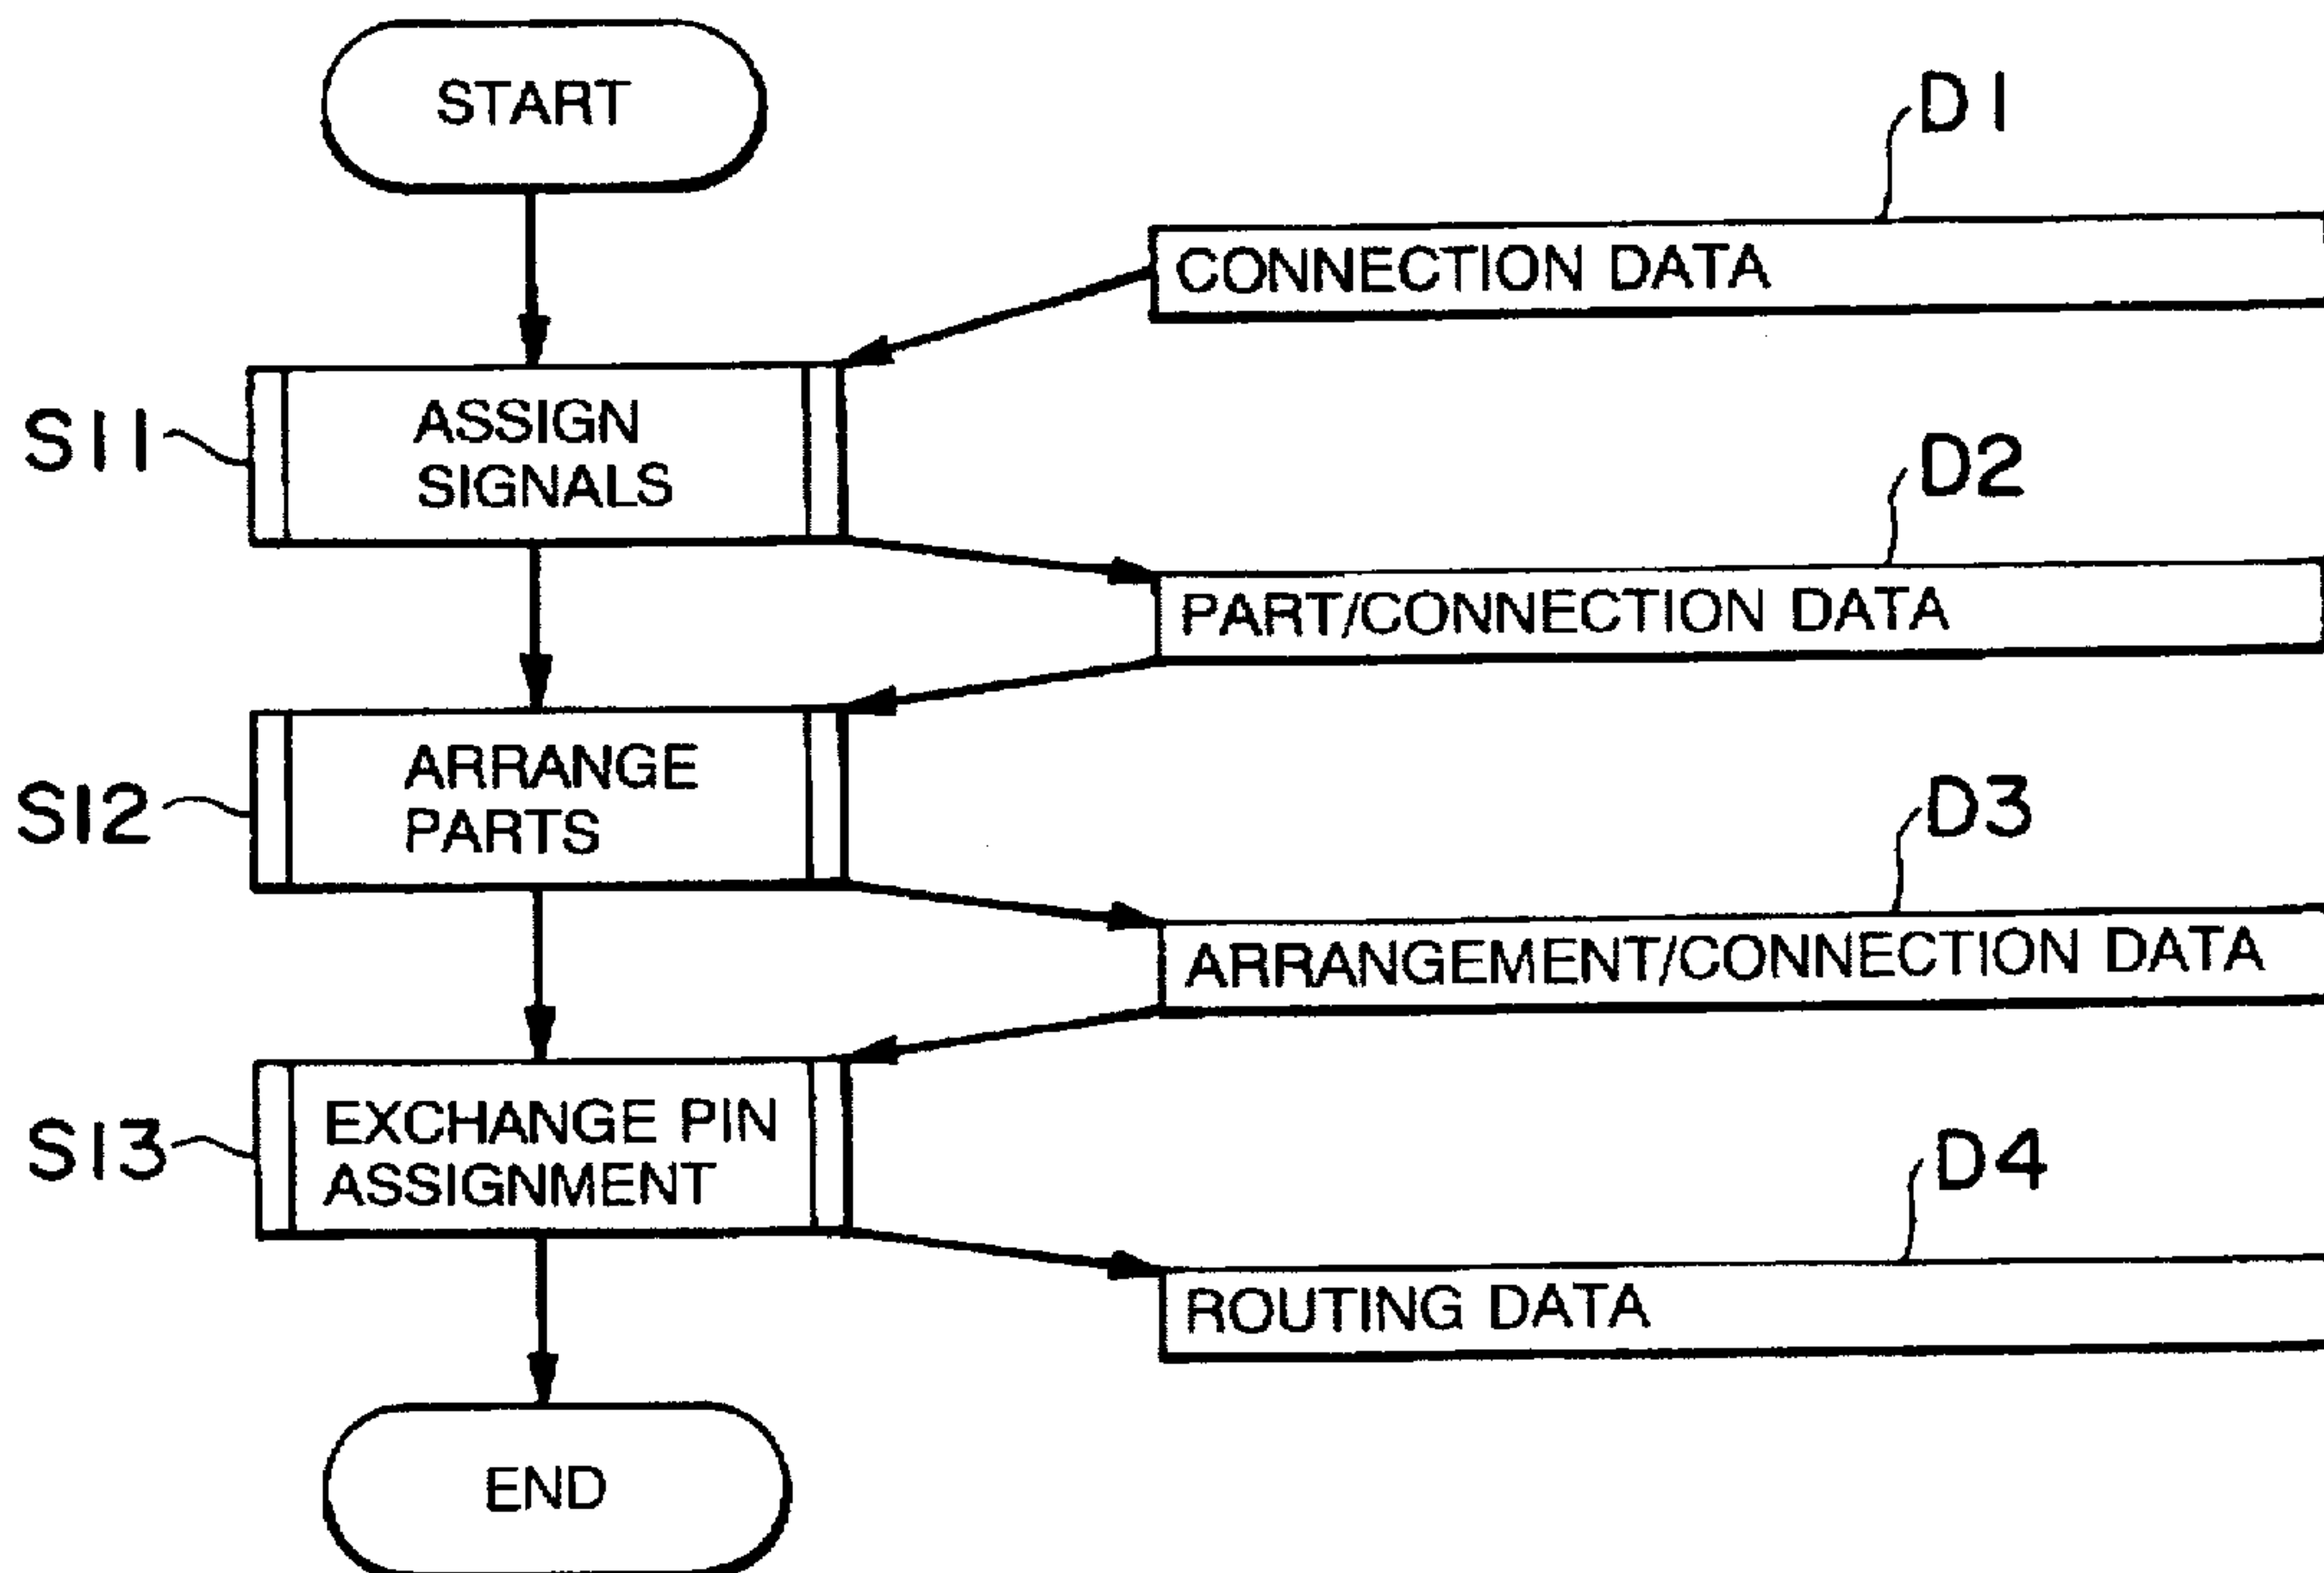 START
D1
CONNECTION DATA
S11
ASSIGN
SIGNALS
D2
PART/CONNECTION DATA
S12
ARRANGE
PARTS
D3
ARRANGEMENT/CONNECTION DATA
S13
EXCHANGE PIN
ASSIGNMENT
D4
ROUTING DATA
END